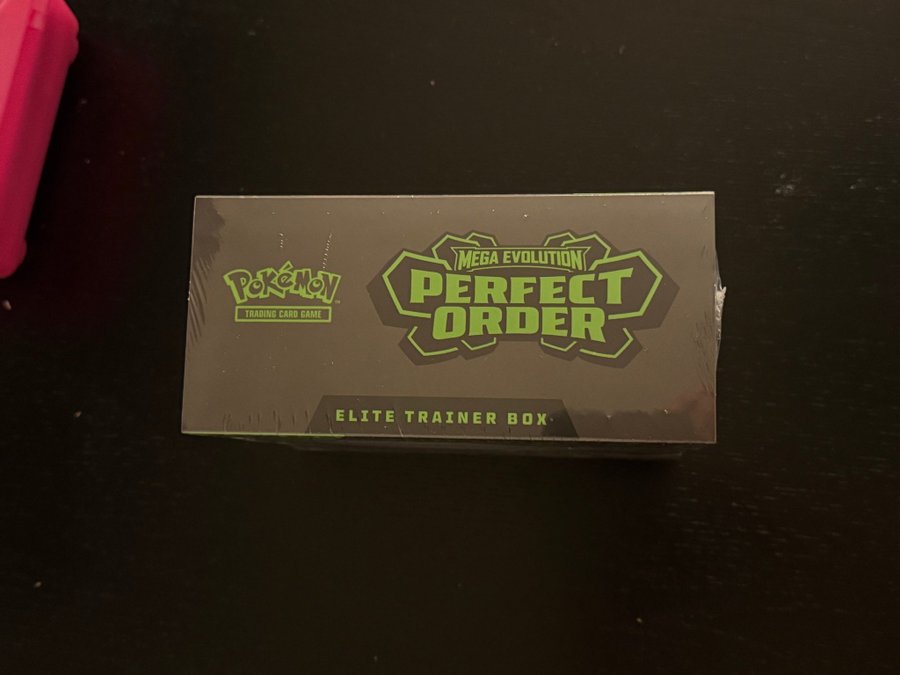 POKéMON
TRADING CARD GAME
MEGA EVOLUTION
PERFECT
ORDER
ELITE TRAINER BOX